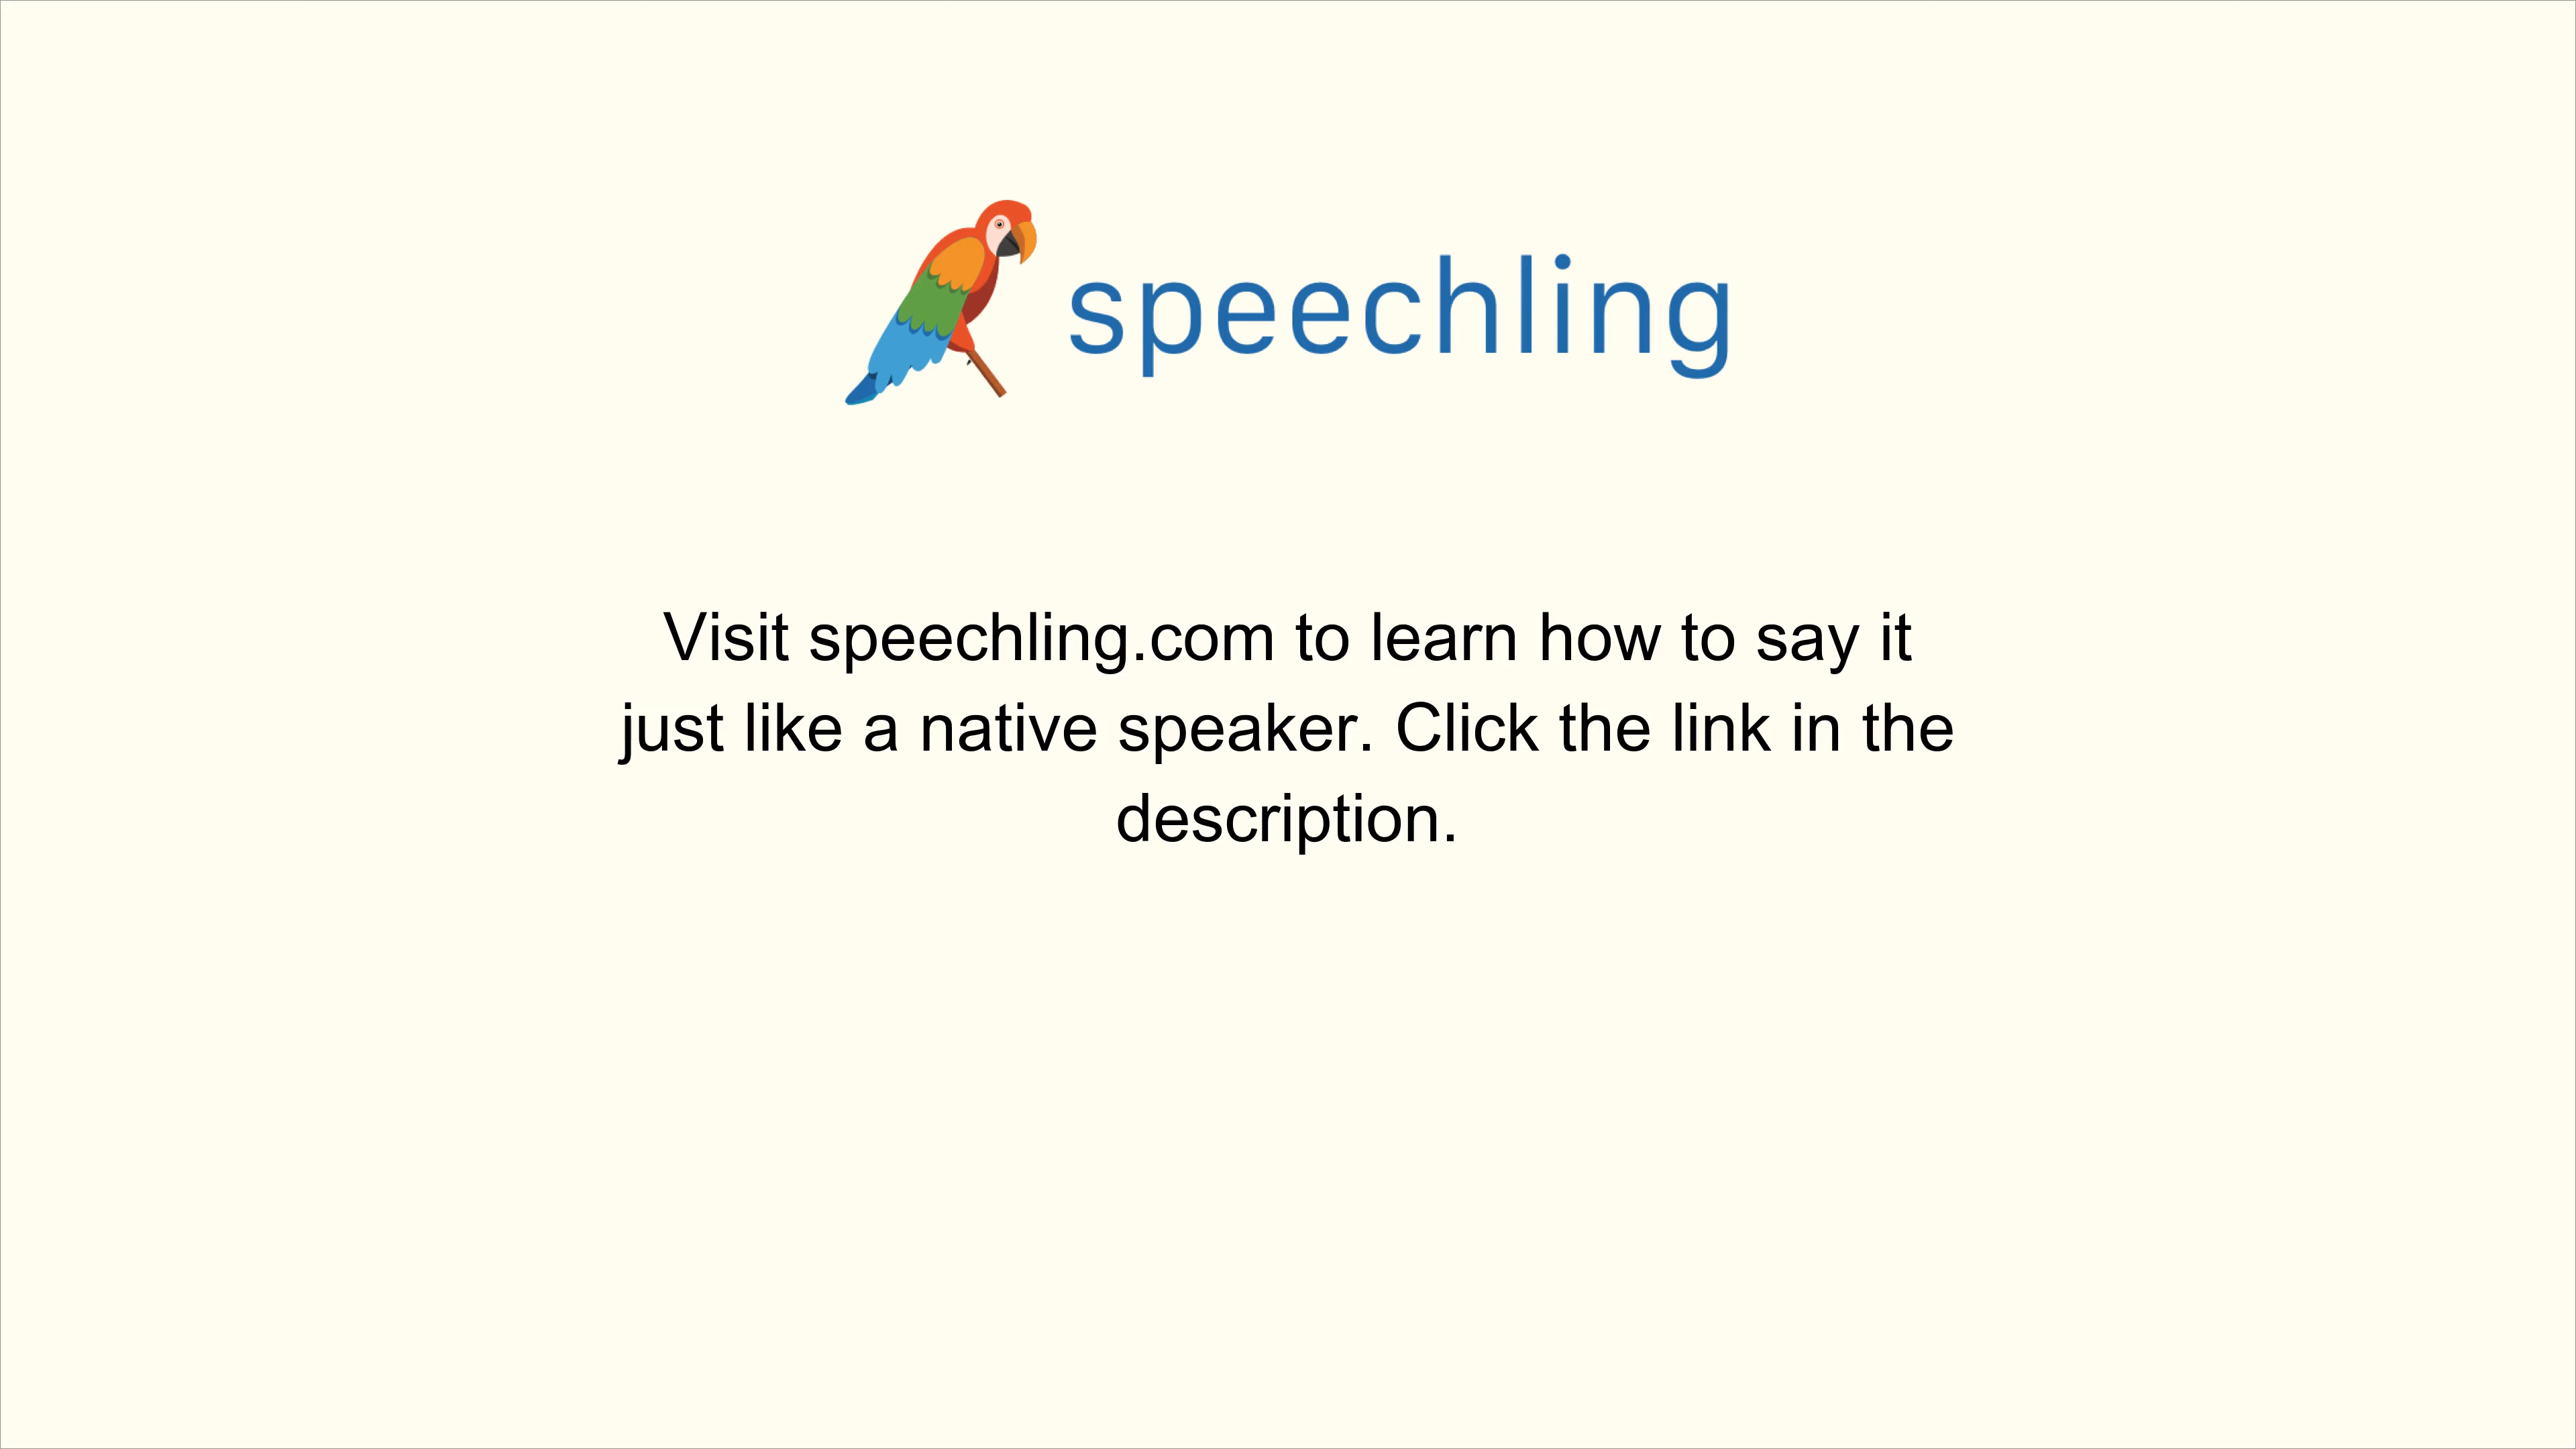 speechling
Visit speechling.com to learn how to say it
just like a native speaker. Click the link in the
description.